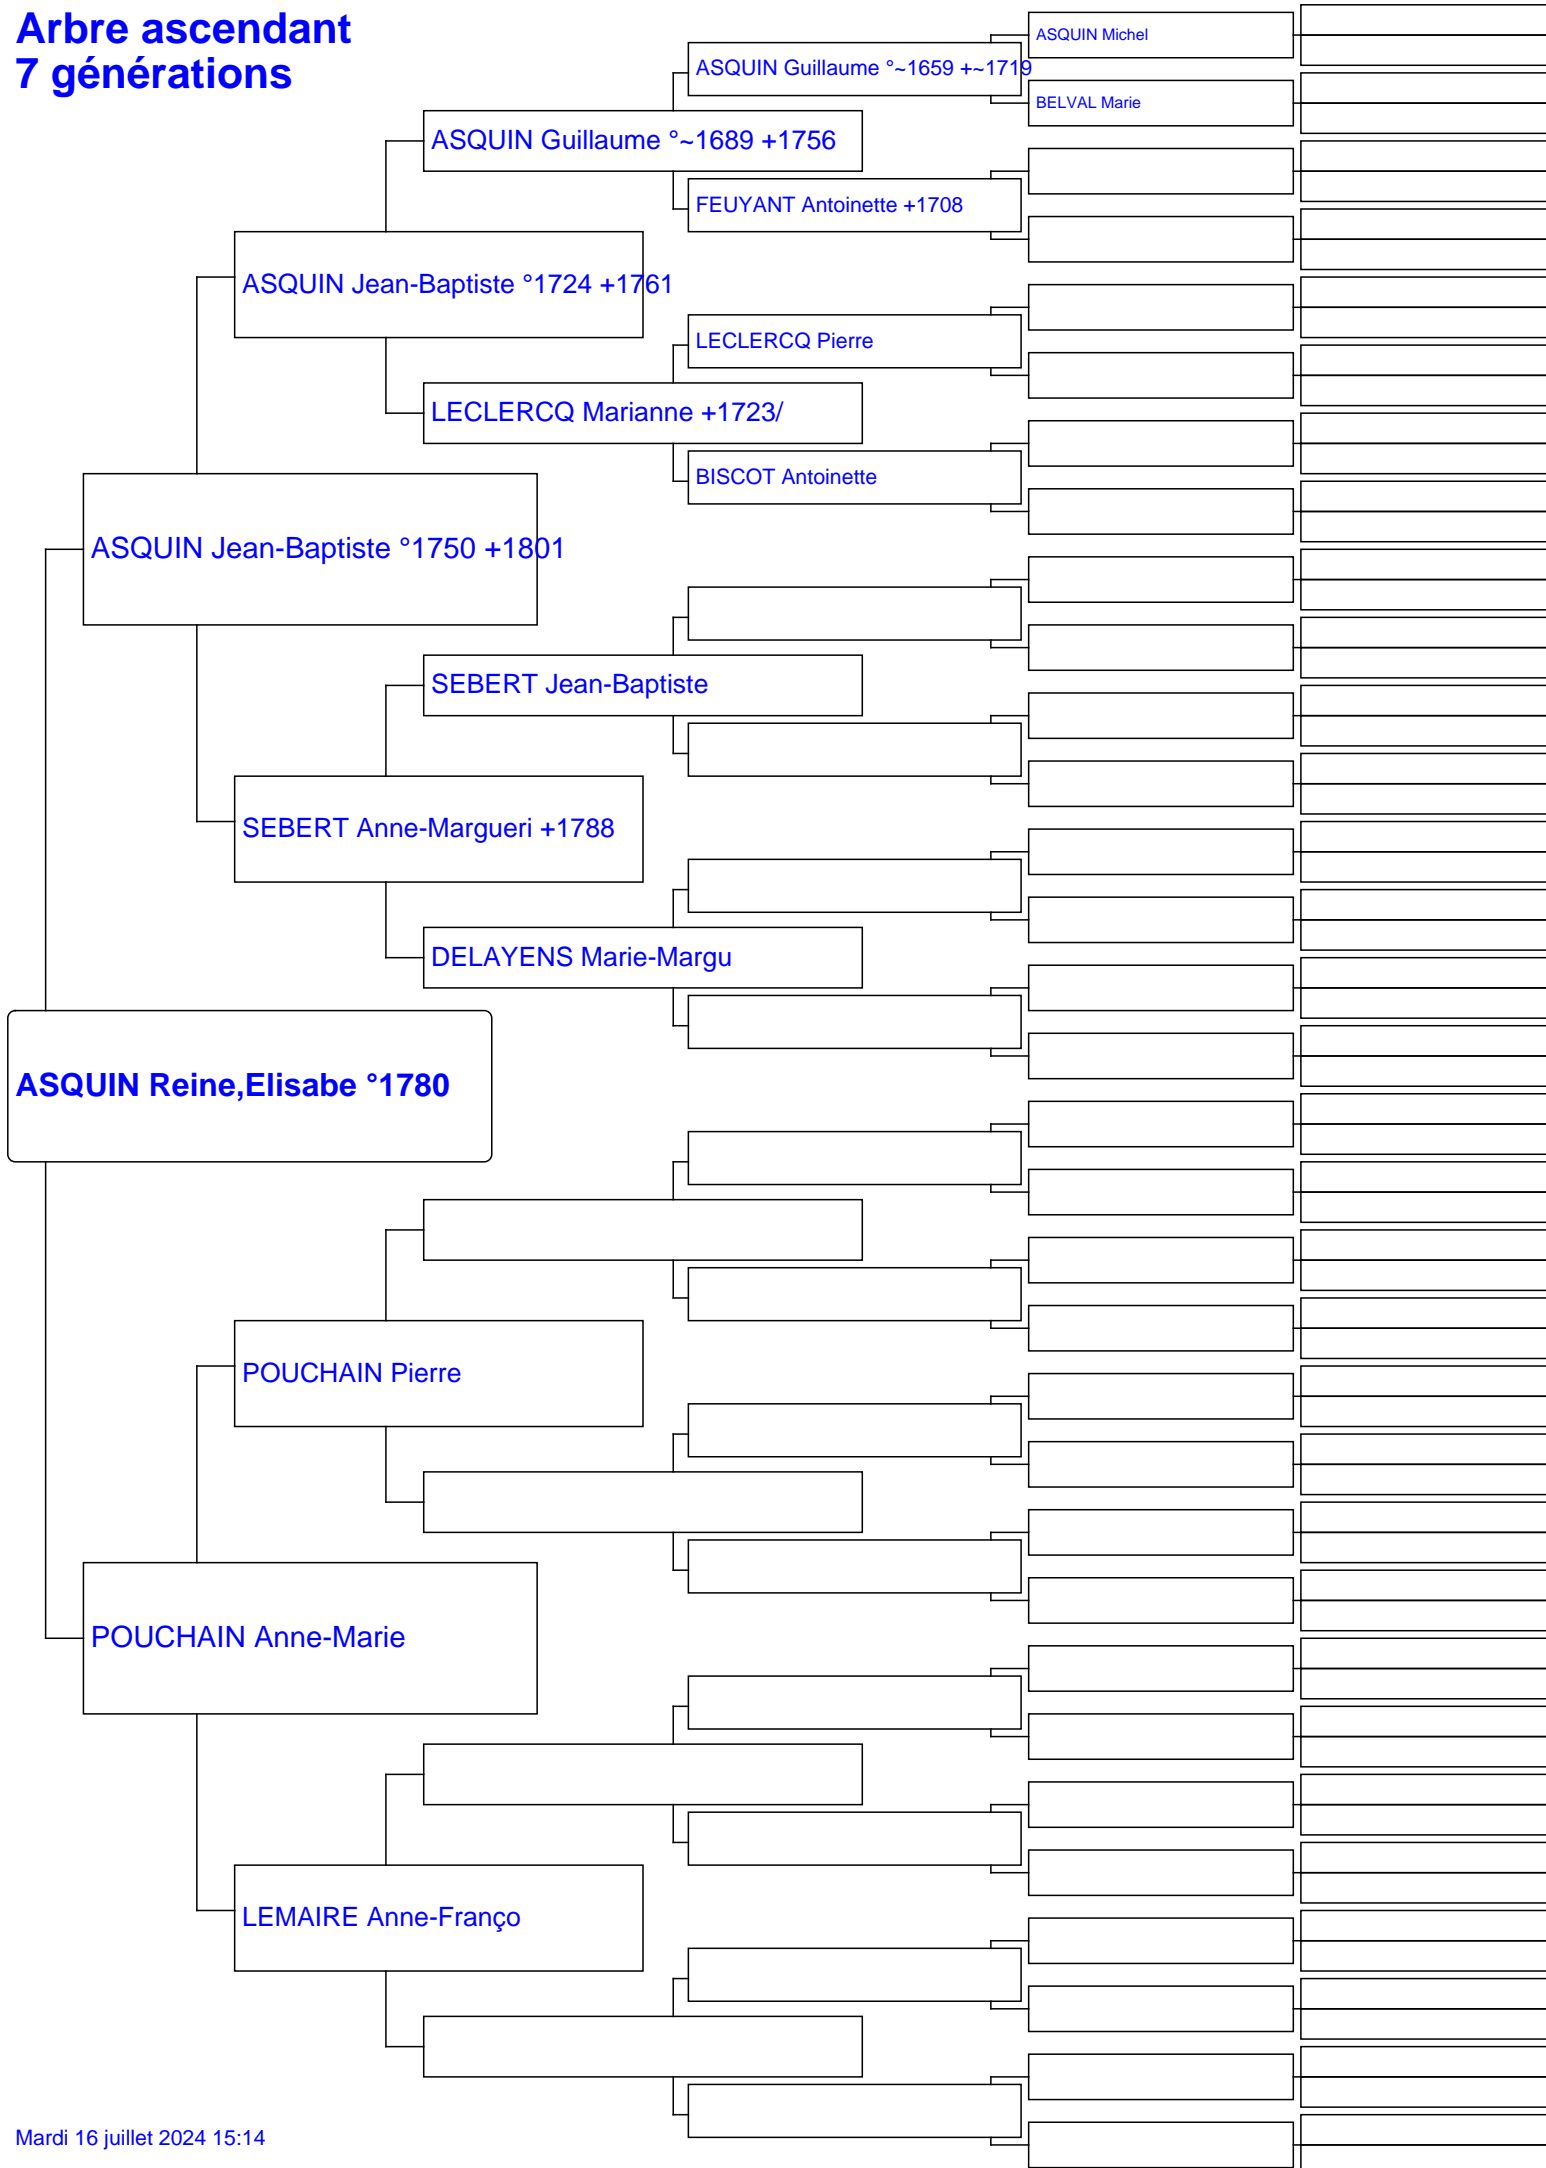 Arbre ascendant
7 générations
ASQUIN Michel
ASQUIN Guillaume °~1659 +~1719
BELVAL Marie
ASQUIN Guillaume °~1689 +1756
FEUYANT Antoinette +1708
ASQUIN Jean-Baptiste °1724 +1761
LECLERCQ Pierre
LECLERCQ Marianne +1723/
BISCOT Antoinette
ASQUIN Jean-Baptiste °1750 +1801
SEBERT Jean-Baptiste
SEBERT Anne-Margueri +1788
DELAYENS Marie-Margu
ASQUIN Reine,Elisabe °1780
POUCHAIN Pierre
POUCHAIN Anne-Marie
LEMAIRE Anne-Franço
Mardi 16 juillet 2024 15:14